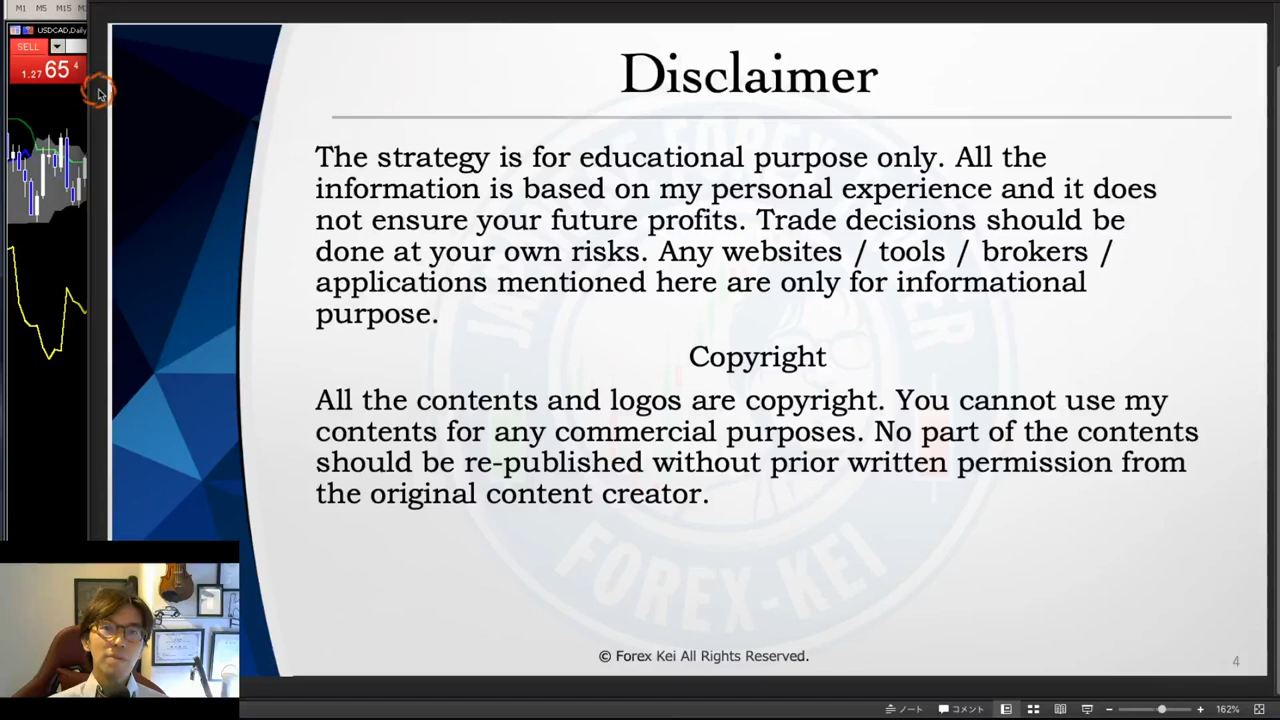 M1 M5 M15
USDCAD,Daily
SELL
1.27 65 4
Disclaimer
The strategy is for educational purpose only. All the
information is based on my personal experience and it does
not ensure your future profits. Trade decisions should be
done at your own risks. Any websites / tools / brokers /
applications mentioned here are only for informational
purpose.
Copyright
All the contents and logos are copyright. You cannot use my
contents for any commercial purposes. No part of the contents
should be re-published without prior written permission from
the original content creator.
FOREX-KEI
© Forex Kei All Rights Reserved.
4
ノート コメント 162%